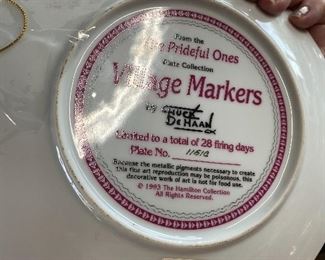 From the
The Prideful Ones
Plate Collection
Village Markers
by CHUCK
DEHAAN
Limited to a total of 28 firing days
Plate No.
Because the metallic pigments necessary to create
this fine art reproduction may be poisonous, this
decorative work of art is not for food use.
© 1993 The Hamilton Collection
All Rights Reserved.